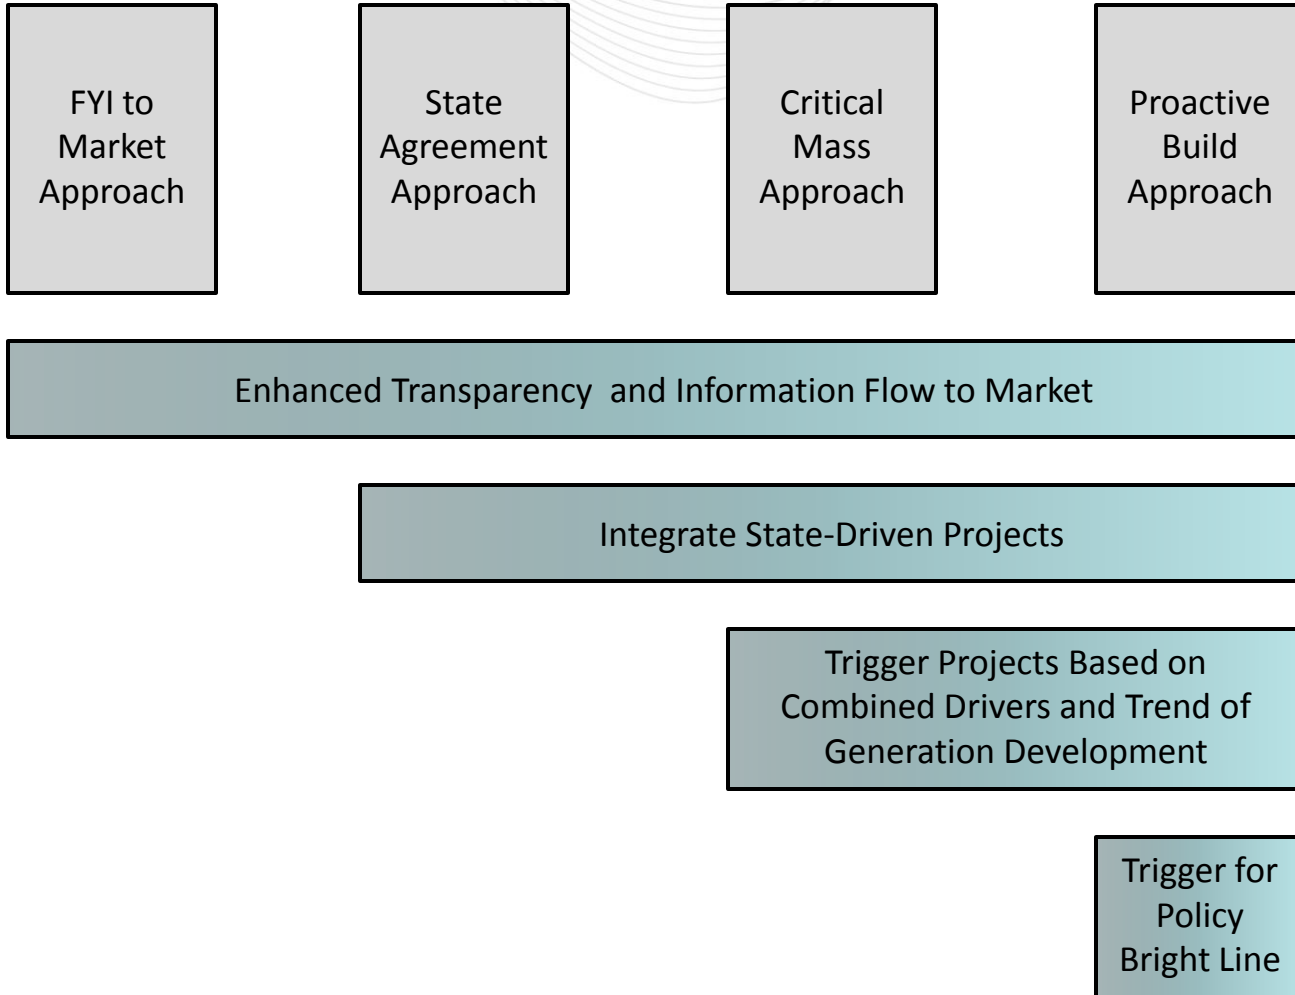 FYI to
Market
Approach
State
Agreement
Approach
Critical
Mass
Approach
Proactive
Build
Approach
Enhanced Transparency  and Information Flow to Market
Integrate State-Driven Projects
Trigger Projects Based on
Combined Drivers and Trend of
Generation Development
Trigger for
Policy
Bright Line